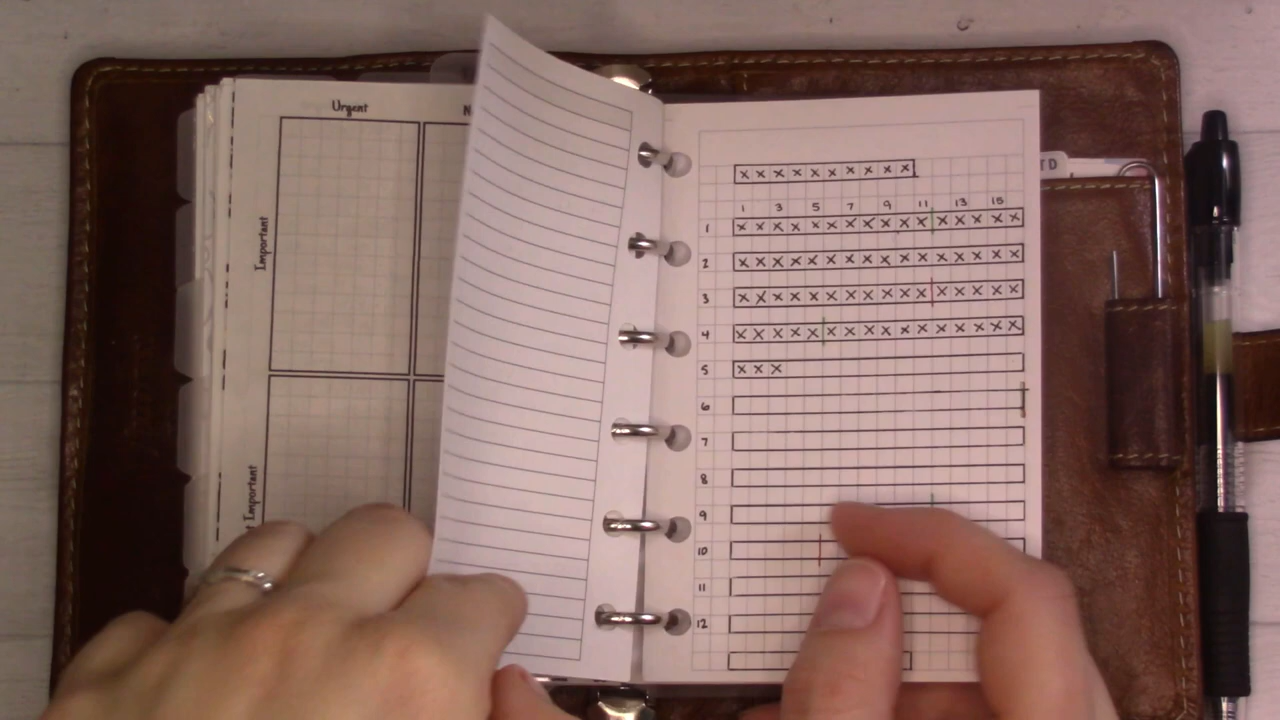 Urgent N
Important
t Important
x x x x x x x x x x
1 3 5 7 9 11 13 15
1 x x x x x x x x x x x x x x x x
2 x x x x x x x x x x x x x x x x
3 x x x x x x x x x x x x x x x x
4 x x x x x x x x x x x x x x x x
5 x x x
6
7
8
9
10
11
12
TD